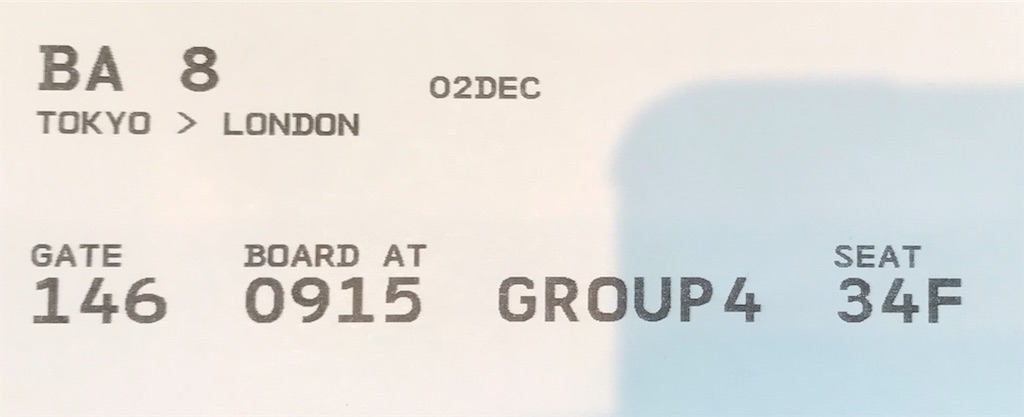 BA 8
02DEC
TOKYO > LONDON
GATE BOARD AT SEAT
146 0915 GROUP4 34F